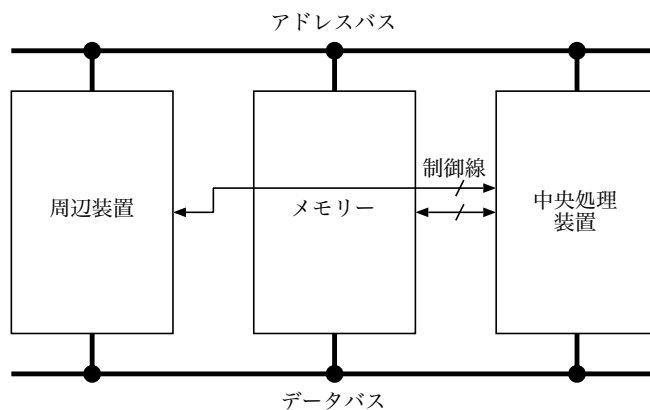 アドレスバス
制御線
周辺装置
メモリー
中央処理
装置
データバス